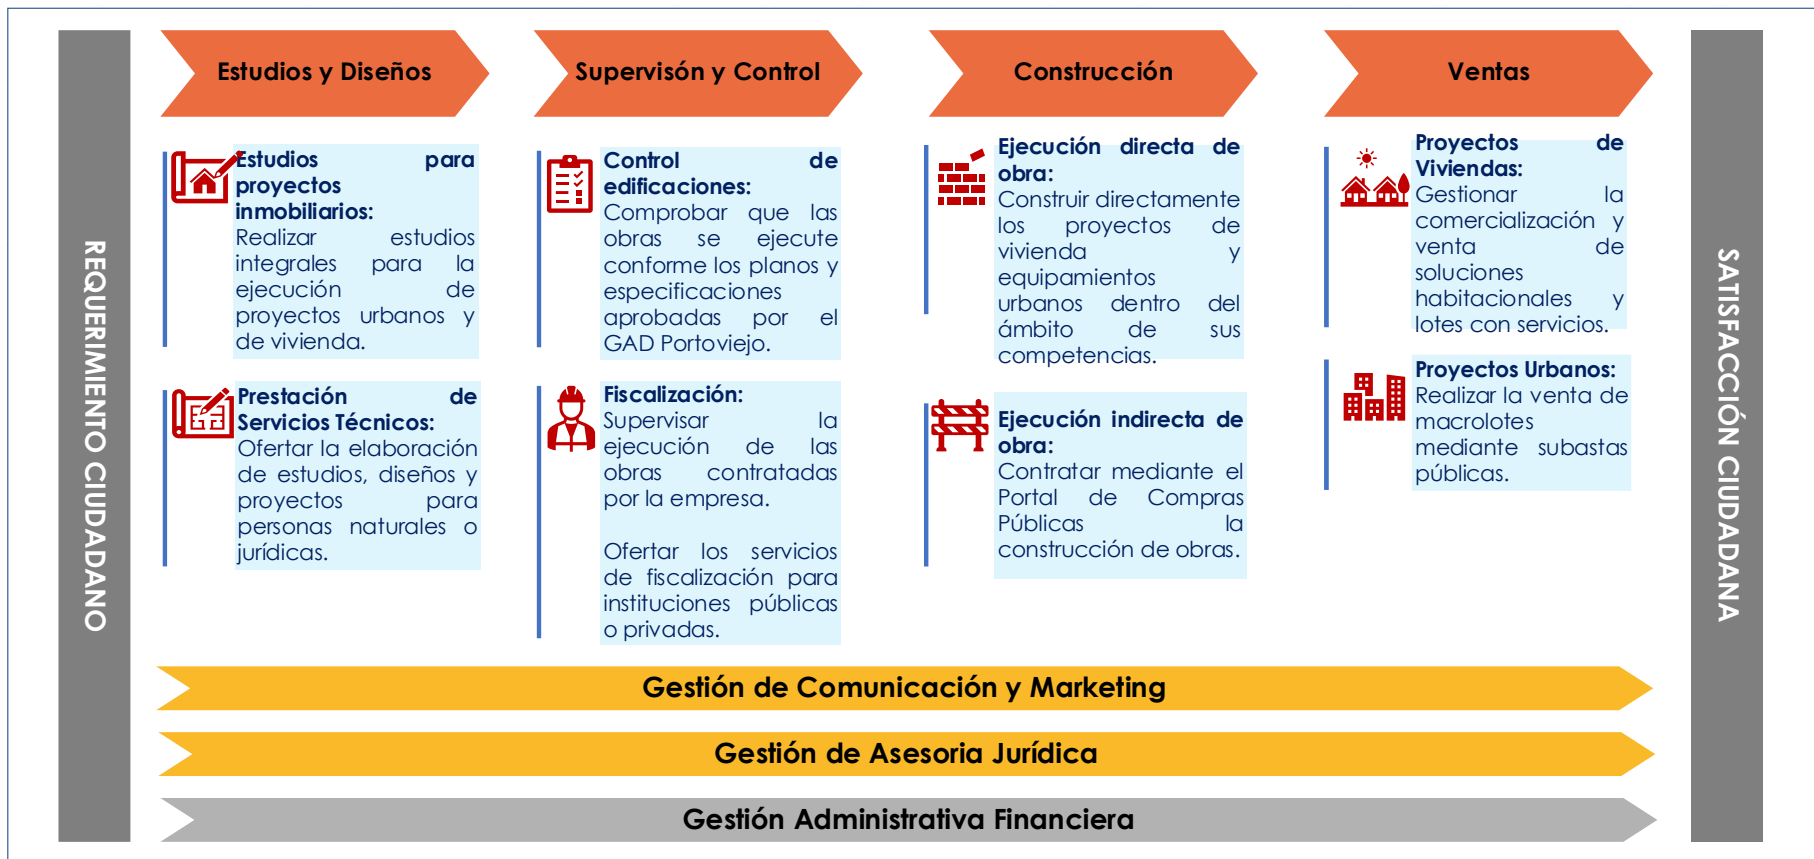 REQUERIMIENTO CIUDADANO
Estudios y Diseños
Estudios para
proyectos
inmobiliarios:
Realizar estudios
integrales para la
ejecución de
proyectos urbanos y
de vivienda.
Prestación de
Servicios Técnicos:
Ofertar la elaboración
de estudios, diseños y
proyectos para
personas naturales o
jurídicas.
Supervisón y Control
Control de
edificaciones:
Comprobar que las
obras se ejecute
conforme los planos y
especificaciones
aprobadas por el
GAD Portoviejo.
Fiscalización:
Supervisar la
ejecución de las
obras contratadas
por la empresa.
Ofertar los servicios
de fiscalización para
instituciones públicas
o privadas.
Construcción
Ejecución directa de
obra:
Construir directamente
los proyectos de
vivienda y
equipamientos
urbanos dentro del
ámbito de sus
competencias.
Ejecución indirecta de
obra:
Contratar mediante el
Portal de Compras
Públicas la
construcción de obras.
Ventas
Proyectos de
Viviendas:
Gestionar la
comercialización y
venta de
soluciones
habitacionales y
lotes con servicios.
Proyectos Urbanos:
Realizar la venta de
macrolotes
mediante subastas
públicas.
SATISFACCCIÓN CIUDADANA
Gestión de Comunicación y Marketing
Gestión de Asesoria Jurídica
Gestión Administrativa Financiera